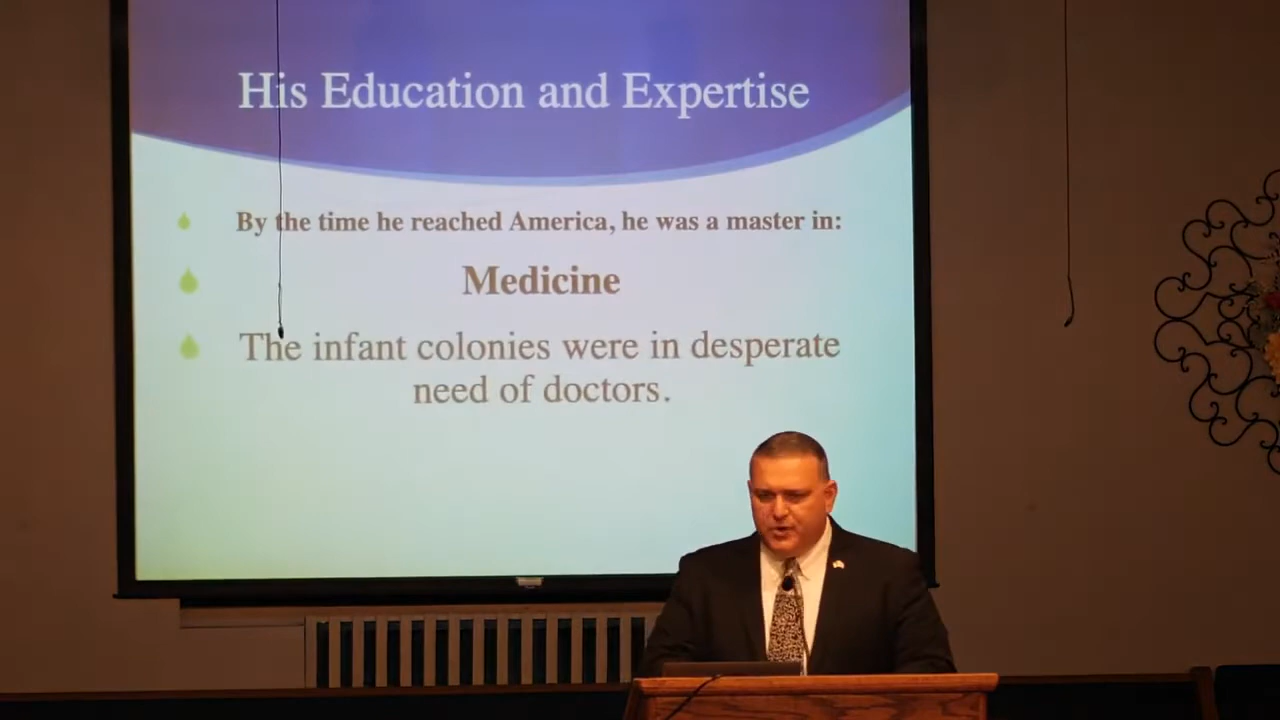 His Education and Expertise
By the time he reached America, he was a master in:
Medicine
The infant colonies were in desperate
need of doctors.